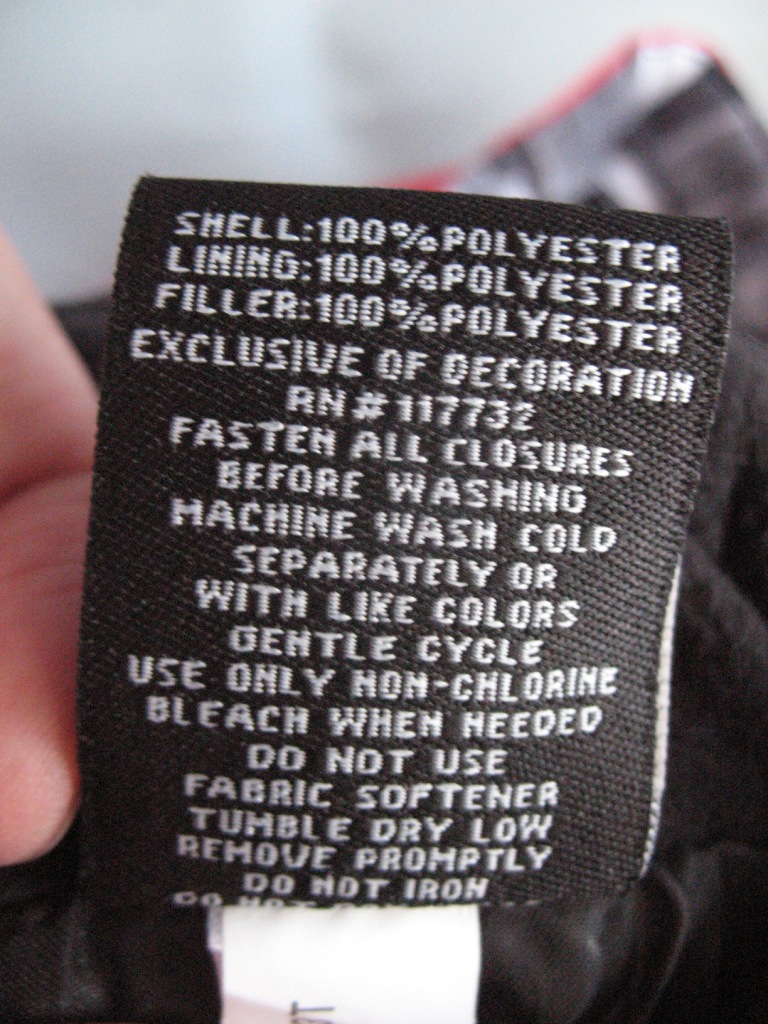 SHELL:100%POLYESTER
LINING:100%POLYESTER
FILLER:100%POLYESTER
EXCLUSIVE OF DECORATION
RN#117732
FASTEN ALL CLOSURES
BEFORE WASHING
MACHINE WASH COLD
SEPARATELY OR
WITH LIKE COLORS
GENTLE CYCLE
USE ONLY NON-CHLORINE
BLEACH WHEN NEEDED
DO NOT USE
FABRIC SOFTENER
TUMBLE DRY LOW
REMOVE PROMPTLY
DO NOT IRON
DO NOT